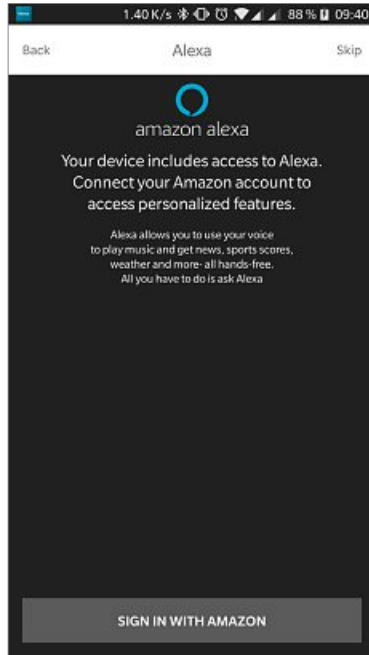 1.40 K/s 88% 09:40
Back Alexa Skip
amazon alexa
Your device includes access to Alexa.
Connect your Amazon account to
access personalized features.
Alexa allows you to use your voice
to play music and get news, sports scores,
weather and more- all hands-free.
All you have to do is ask Alexa
SIGN IN WITH AMAZON